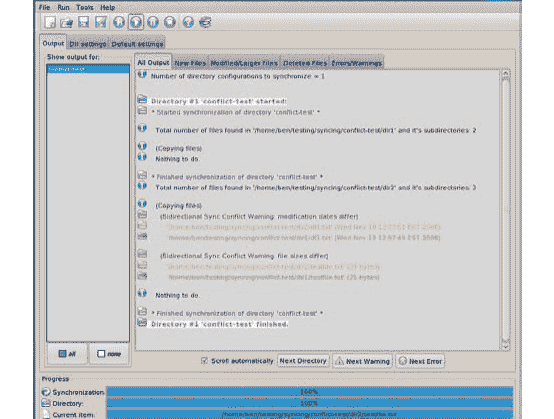 File Run Tools Help
Output Dir settings Default settings
Show output for:
conflict-test
All Output New Files Modified/Larger Files Deleted Files Errors/Warnings
Number of directory configurations to synchronize = 1
Directory #1 'conflict-test' started:
* Started synchronization of directory 'conflict-test' *
Total number of files found in '/home/ben/testing/syncing/conflict-test/dir1' and it's subdirectories: 2
(Copying files)
Nothing to do.
* Finished synchronization of directory 'conflict-test' *
Total number of files found in '/home/ben/testing/syncing/conflict-test/dir2' and it's subdirectories: 2
(Copying files)
(Bidirectional Sync Conflict Warning: modification dates differ)
(Bidirectional Sync Conflict Warning: file sizes differ)
Nothing to do.
* Finished synchronization of directory 'conflict-test' *
Directory #1 'conflict-test' finished.
all none
Scroll automatically Next Directory Next Warning Next Error
Progress
Synchronization: 100%
Directory: 100%
Current item: